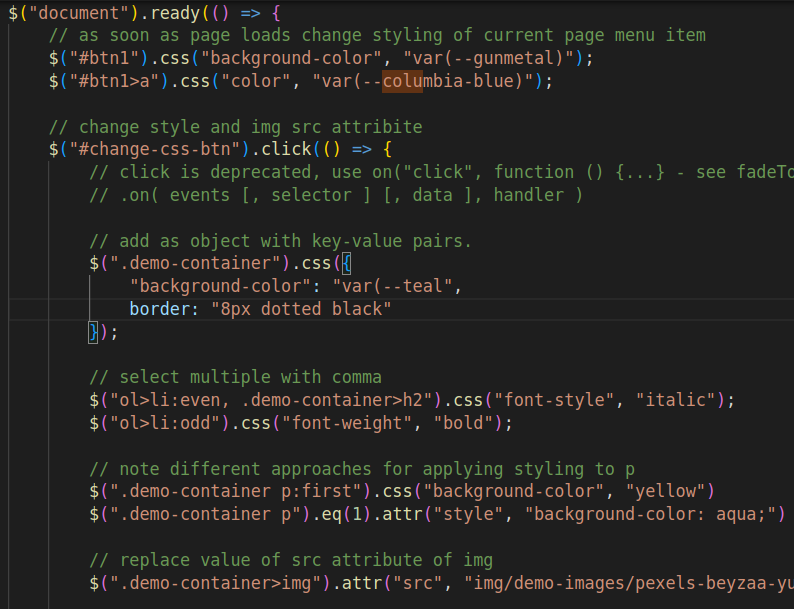 $("document").ready(() => {
    // as soon as page loads change styling of current page menu item
    $("#btn1").css("background-color", "var(--gunmetal)");
    $("#btn1>a").css("color", "var(--columbia-blue)");

    // change style and img src attribite
    $("#change-css-btn").click(() => {
        // click is deprecated, use on("click", function () {...} - see fadeTo
        // .on( events [, selector ] [, data ], handler )

        // add as object with key-value pairs.
        $(".demo-container").css({
            "background-color": "var(--teal",
            border: "8px dotted black"
        });

        // select multiple with comma
        $("ol>li:even, .demo-container>h2").css("font-style", "italic");
        $("ol>li:odd").css("font-weight", "bold");

        // note different approaches for applying styling to p
        $(".demo-container p:first").css("background-color", "yellow")
        $(".demo-container p").eq(1).attr("style", "background-color: aqua;")

        // replace value of src attribute of img
        $(".demo-container>img").attr("src", "img/demo-images/pexels-beyzaa-yu